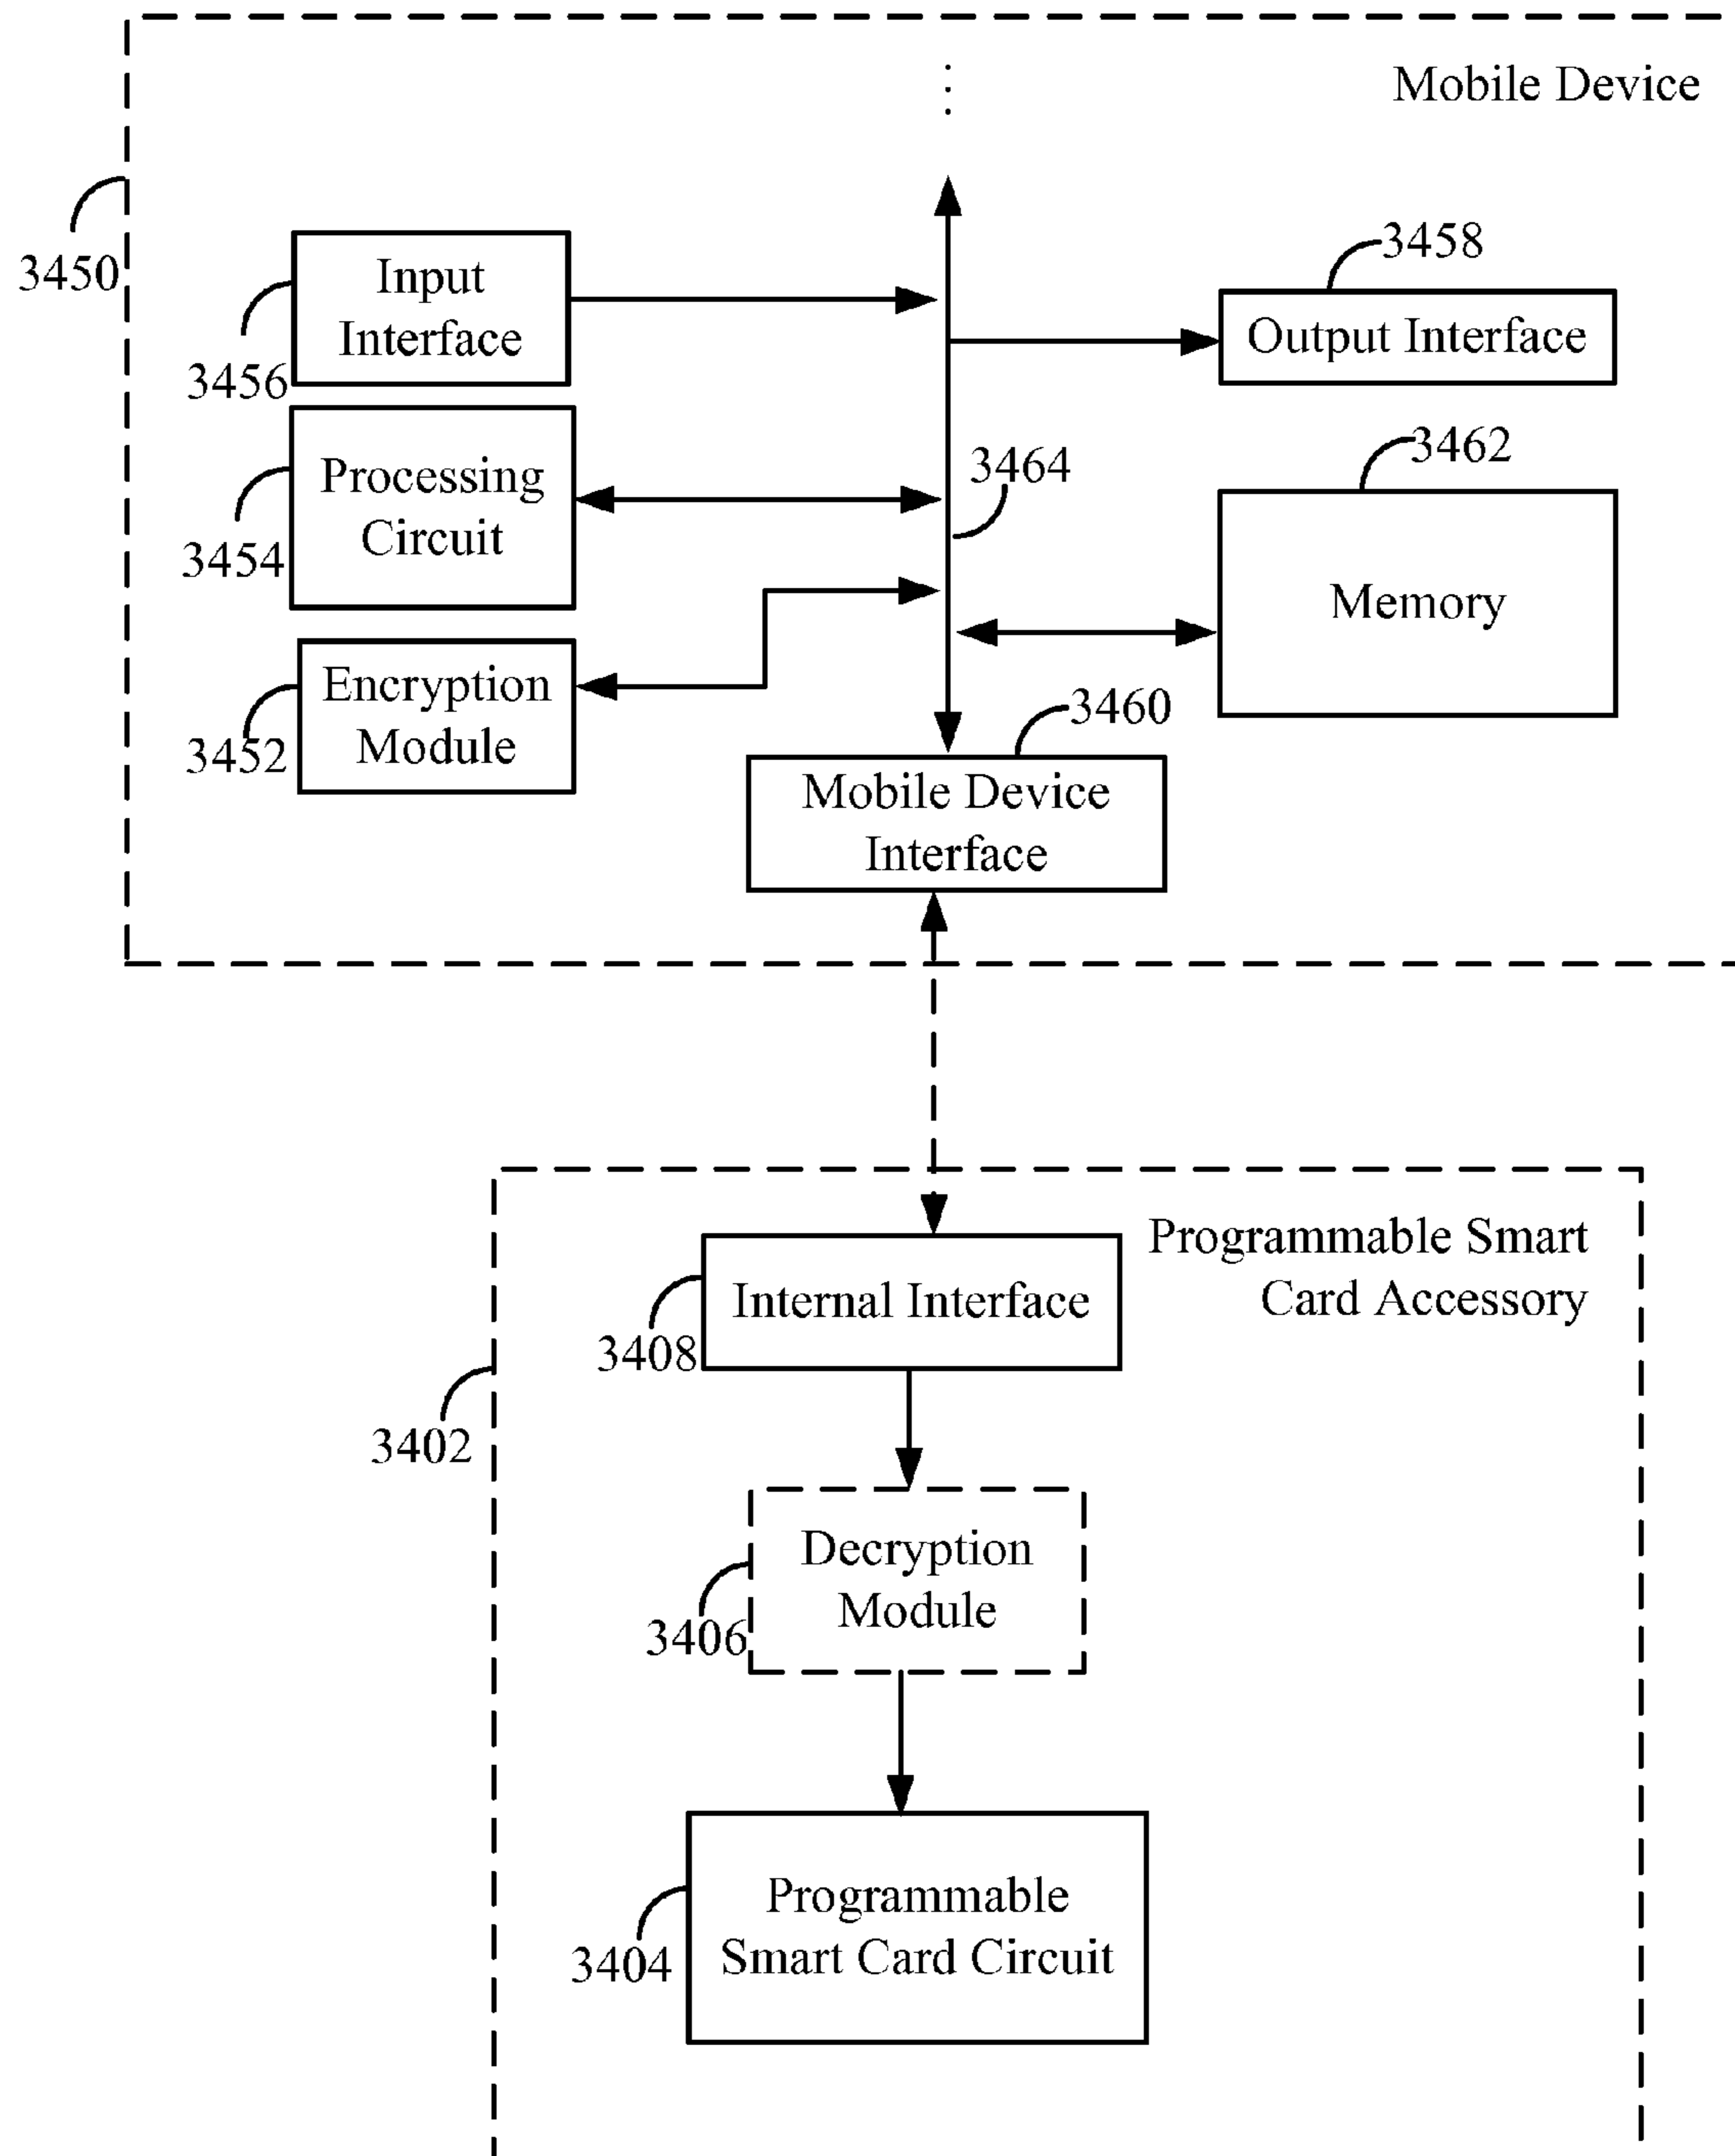 Mobile Device
3450
Input
Interface
3456
3458
Output Interface
Processing
Circuit
3454
3464
3462
Memory
Encryption
Module
3452
3460
Mobile Device
Interface
Programmable Smart
Card Accessory
Internal Interface
3408
3402
Decryption
Module
3406
Programmable
Smart Card Circuit
3404